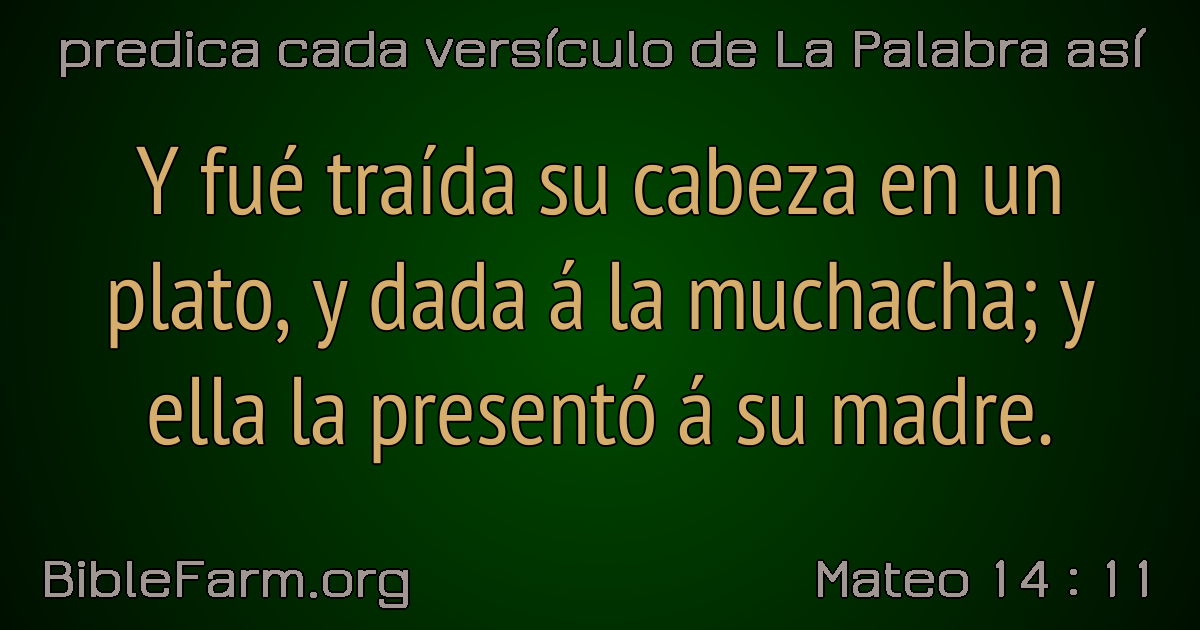 predica cada versículo de La Palabra así
Y fué traída su cabeza en un
plato, y dada á la muchacha; y
ella la presentó á su madre.
BibleFarm.org
Mateo 14 : 11